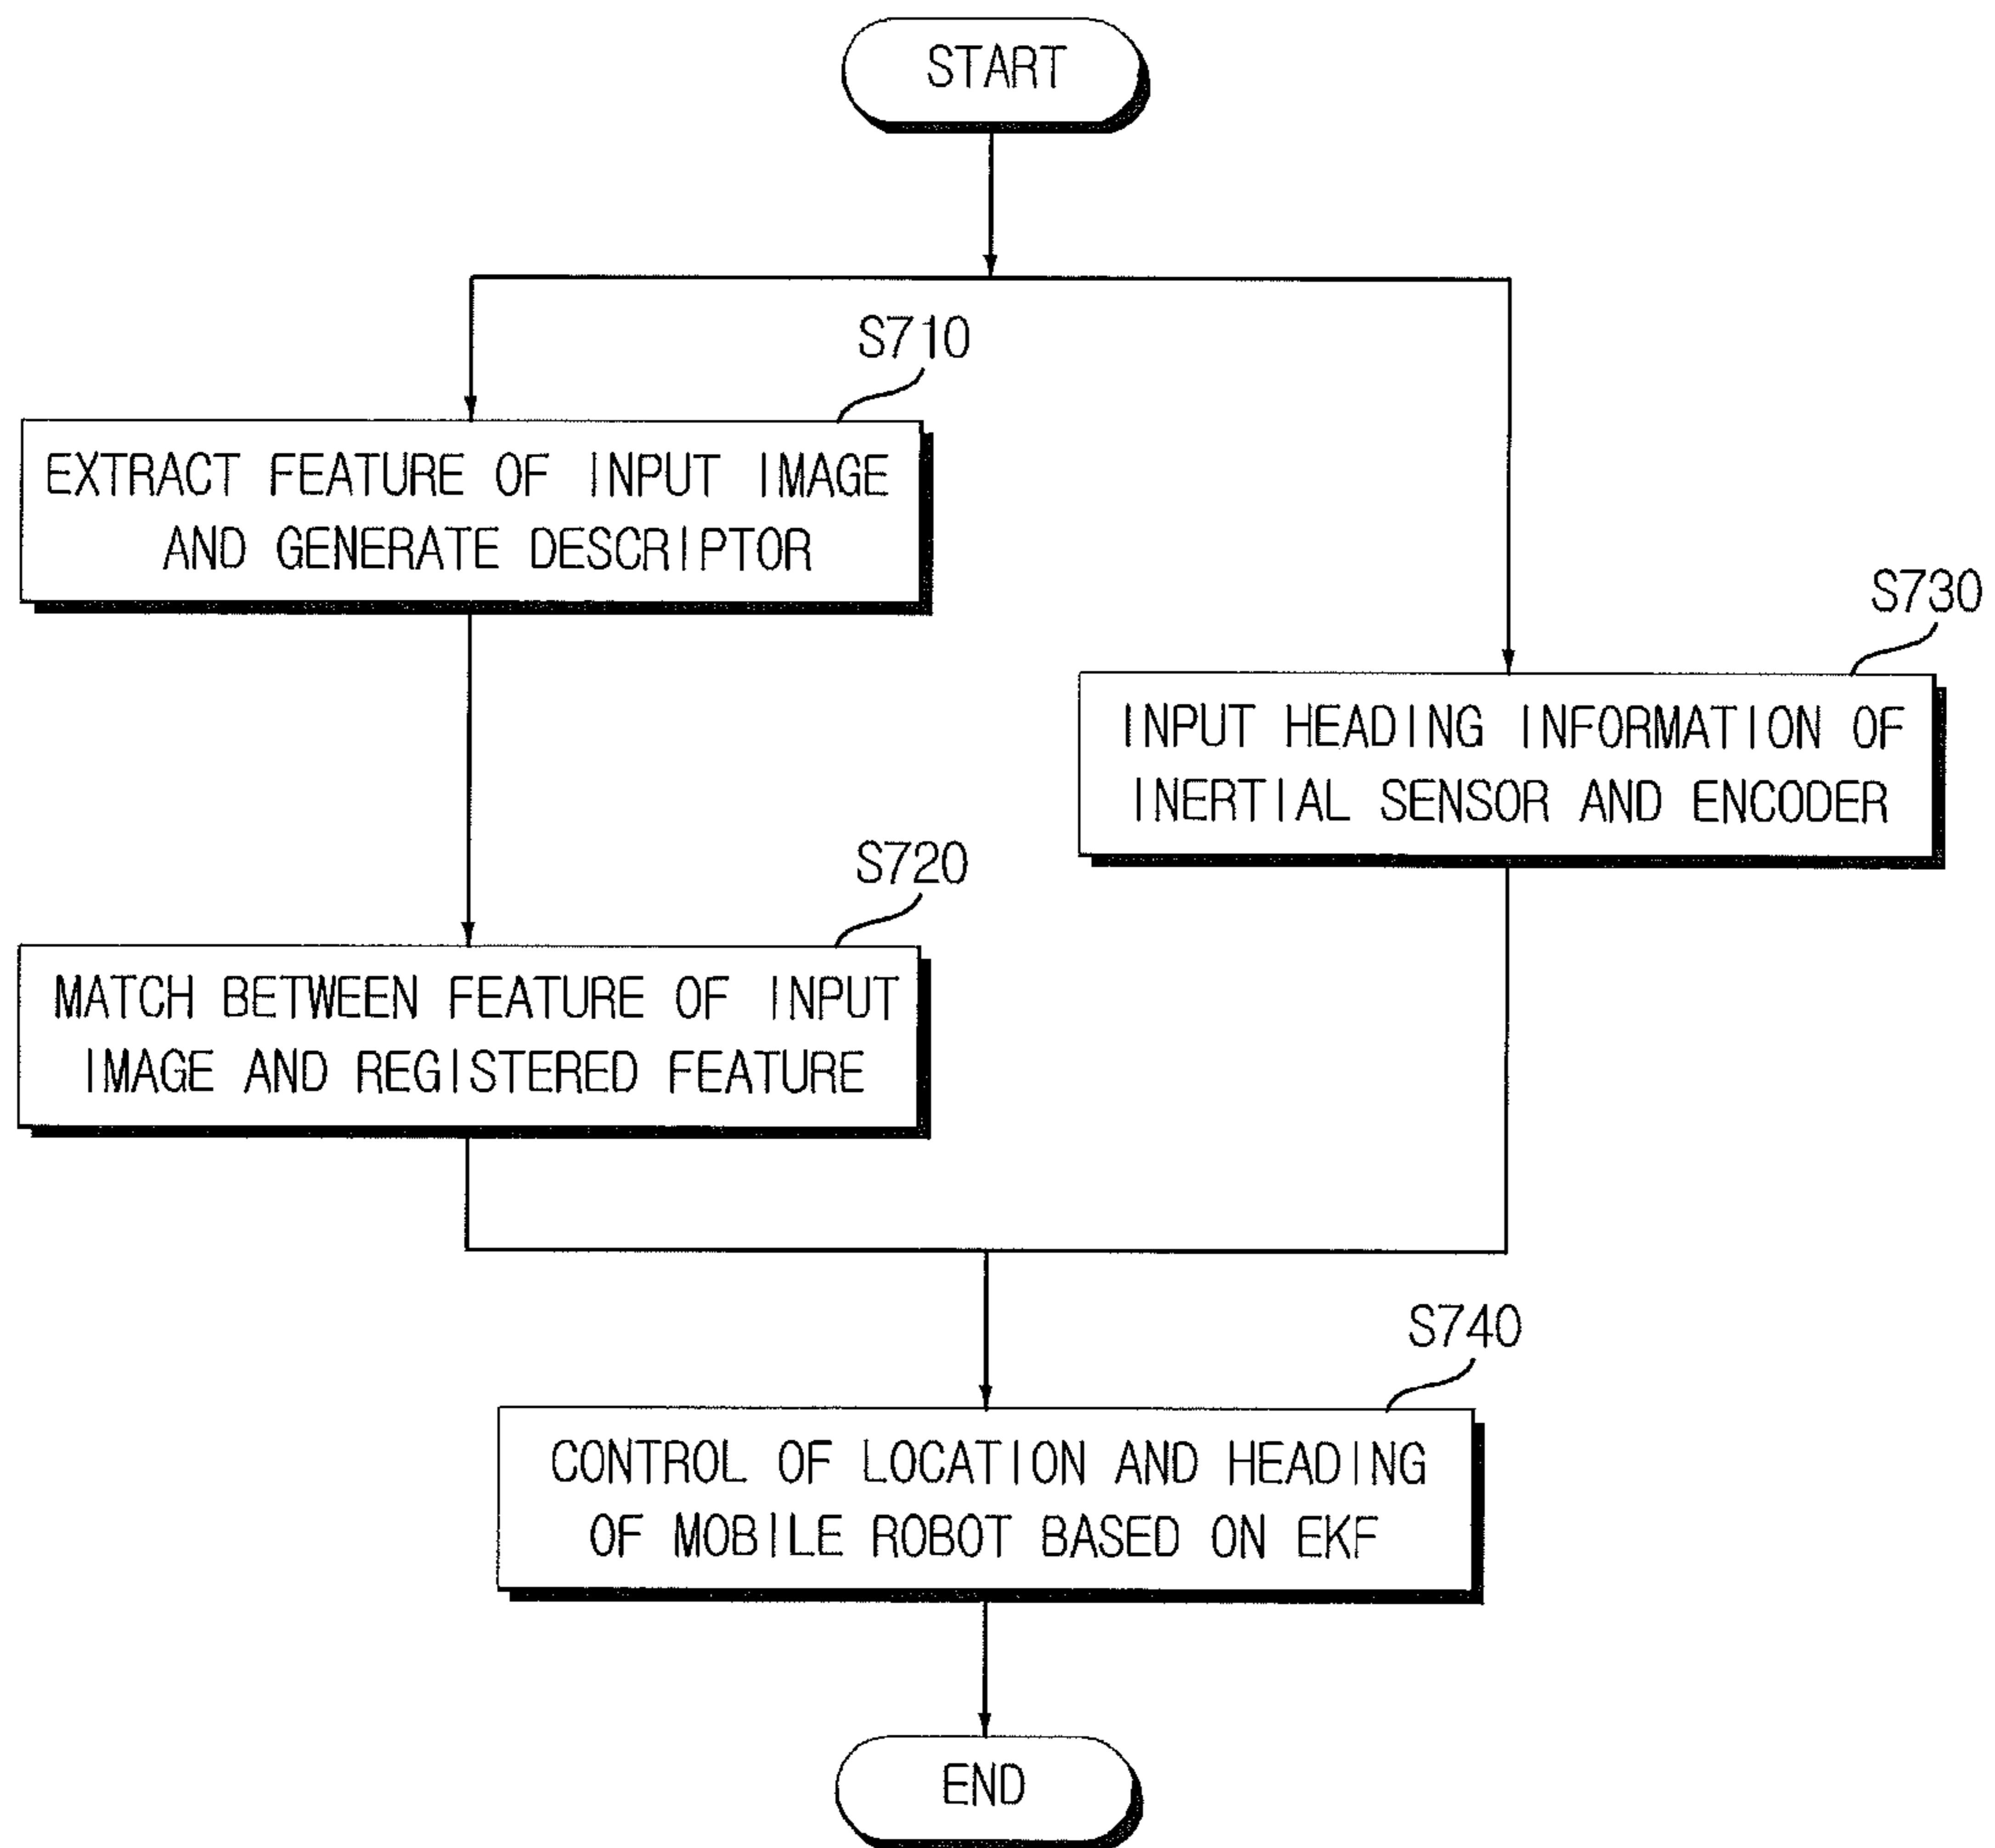 START
S710
EXTRACT FEATURE OF INPUT IMAGE
AND GENERATE DESCRIPTOR
S730
INPUT HEADING INFORMATION OF
INERTIAL SENSOR AND ENCODER
S720
MATCH BETWEEN FEATURE OF INPUT
IMAGE AND REGISTERED FEATURE
S740
CONTROL OF LOCATION AND HEADING
OF MOBILE ROBOT BASED ON EKF
END